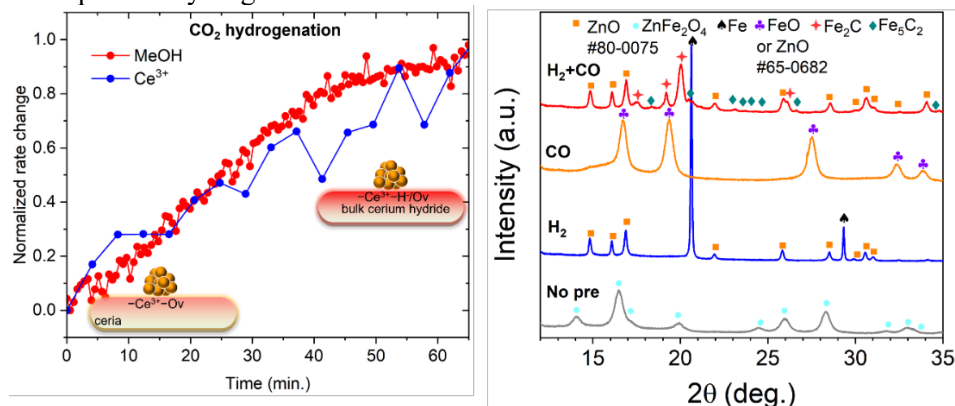 CO₂ hydrogenation
MeOH
Ce³⁺
Normalized rate change
1.0
0.8
0.6
0.4
0.2
0.0
−Ce³⁺−Ov
ceria
−Ce³⁺−H⁻/Ov
bulk cerium hydride
0 10 20 30 40 50 60
Time (min.)
ZnO ZnFe₂O₄ Fe FeO Fe₂C Fe₅C₂
#80-0075 or ZnO
#65-0682
H₂+CO
CO
H₂
No pre
Intensity (a.u.)
15 20 25 30 35
2θ (deg.)